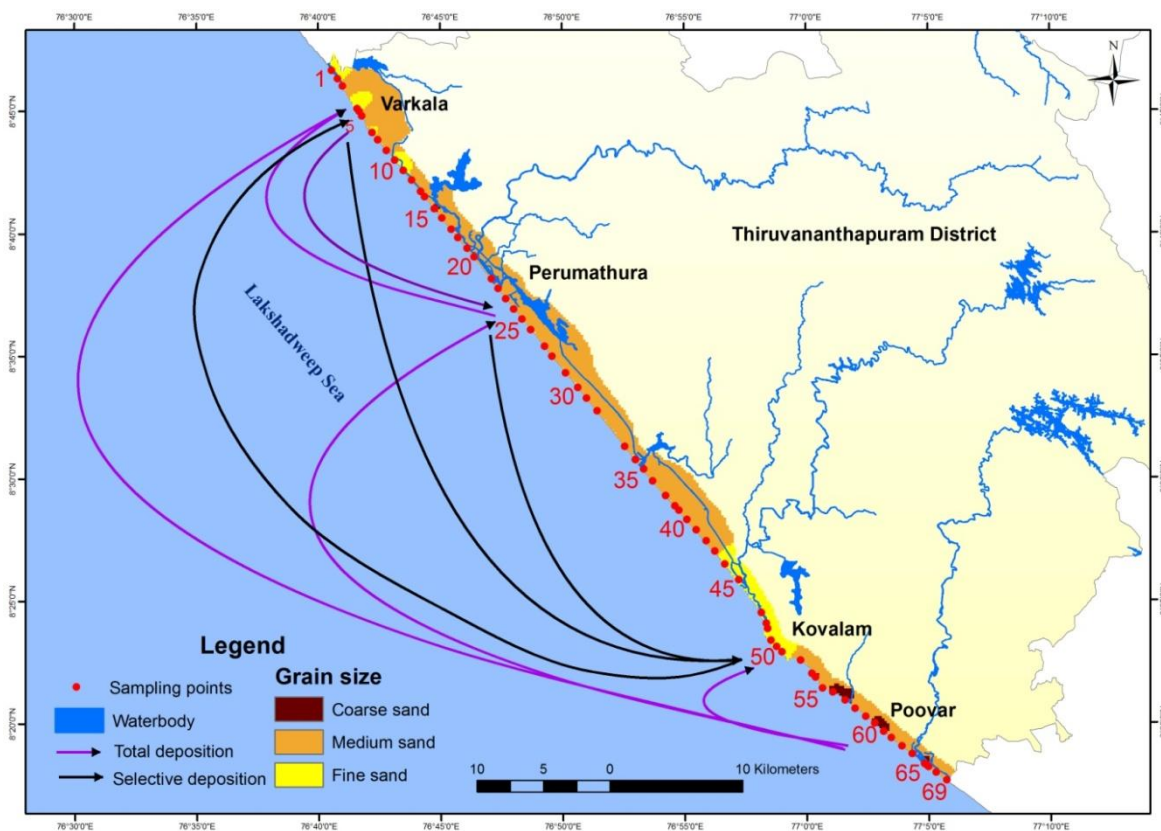 76°30'0"E 76°35'0"E 76°40'0"E 76°45'0"E 76°50'0"E 76°55'0"E 77°0'0"E 77°5'0"E 77°10'0"E
N
1
Varkala
8°45'0"N
5
10
15
8°40'0"N
Thiruvananthapuram District
20
Perumathura
25
Lakshadweep Sea
8°35'0"N
30
35
8°30'0"N
40
45
8°25'0"N
Kovalam
50
Legend
Grain size
55
Poovar
Sampling points
Coarse sand
60
Waterbody
8°20'0"N
Medium sand
Total deposition
65
Selective deposition
Fine sand
10 5 0 10 Kilometers
69
76°30'0"E 76°35'0"E 76°40'0"E 76°45'0"E 76°50'0"E 76°55'0"E 77°0'0"E 77°5'0"E 77°10'0"E